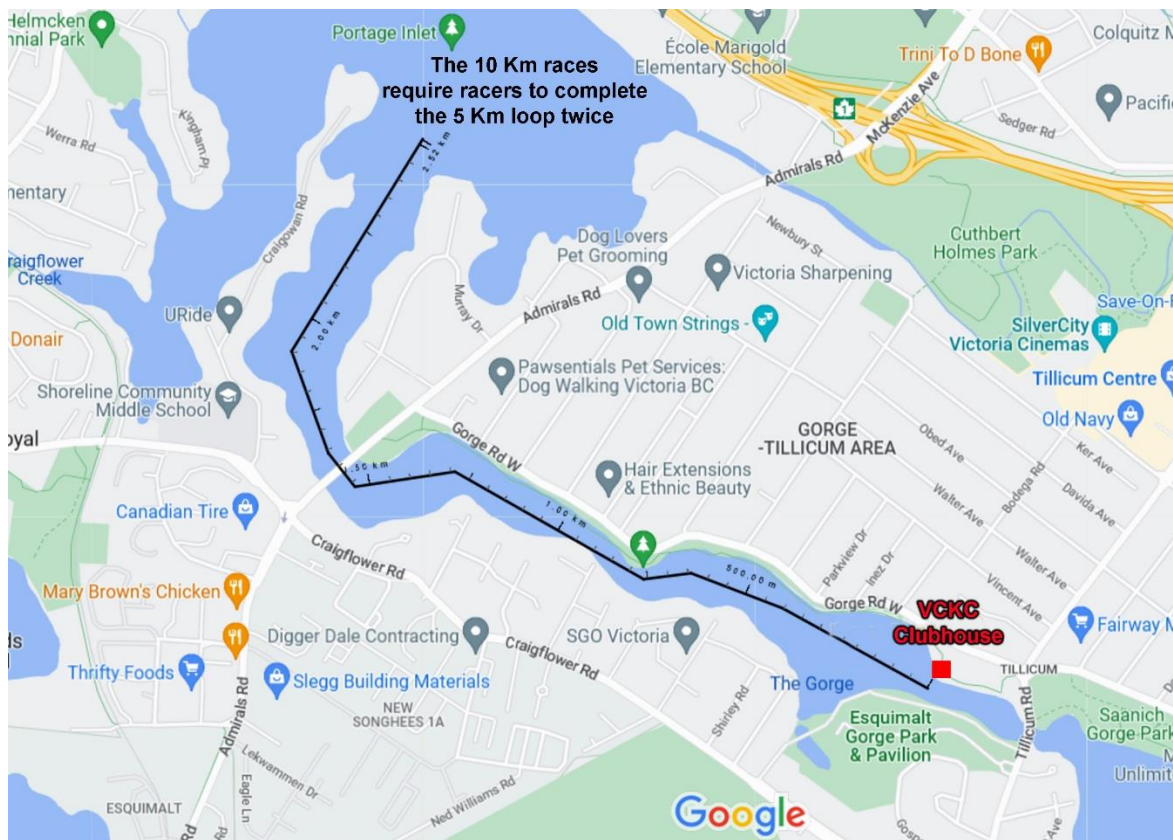 Helmcken
nnial Park
Portage Inlet
The 10 Km races
require racers to complete
the 5 Km loop twice
École Marigold
Elementary School
Trini To D Bone
Colquitz M
Pacific
Sedger Rd
McKenzie Ave
1
Admirals Rd
Werra Rd
Kingham Pl
mentary
Craigowan Rd
2.52 km
raigflower
Creek
Newbury St
Cuthbert
Holmes Park
Dog Lovers
Pet Grooming
Victoria Sharpening
Murray Dr
Admirals Rd
URide
2.00 km
Old Town Strings
Save-On-F
SilverCity
Victoria Cinemas
Donair
Pawsentials Pet Services:
Dog Walking Victoria BC
Tillicum Centre
Shoreline Community
Middle School
Old Navy
oyal
GORGE
-TILLICUM AREA
Gorge Rd W
Obed Ave
Ker Ave
.50 km
Hair Extensions
& Ethnic Beauty
Bodega Rd
Davida Ave
Walter Ave
Canadian Tire
1.00 km
Craigflower Rd
Parkview Dr
Inez Dr
Walter Ave
Vincent Ave
500.00 m
Mary Brown's Chicken
Gorge Rd W
VCKC
Clubhouse
Fairway M
Digger Dale Contracting
SGO Victoria
ds
Thrifty Foods
Craigflower Rd
TILLICUM
Slegg Building Materials
The Gorge
NEW
SONGHEES 1A
Shirley Rd
Tillicum Rd
Esquimalt
Gorge Park
& Pavilion
Saanich
Gorge Park
Admirals Rd
Lekwammen Dr
Eagle Ln
M
Unlimit
ESQUIMALT
Ned Williams Rd
Google
Gosp
Rd